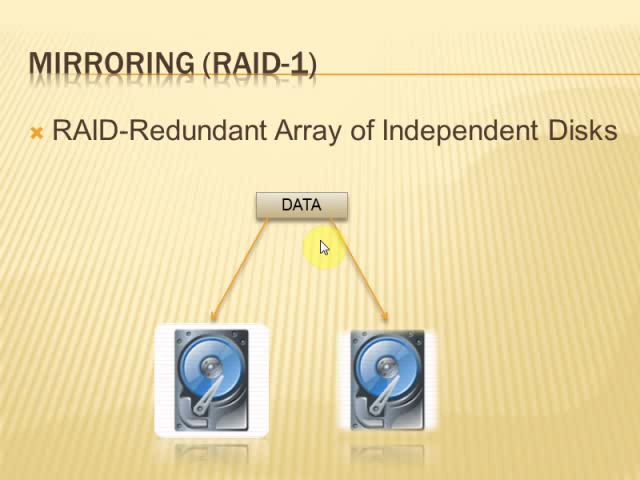 MIRRORING (RAID-1)
RAID-Redundant Array of Independent Disks
DATA